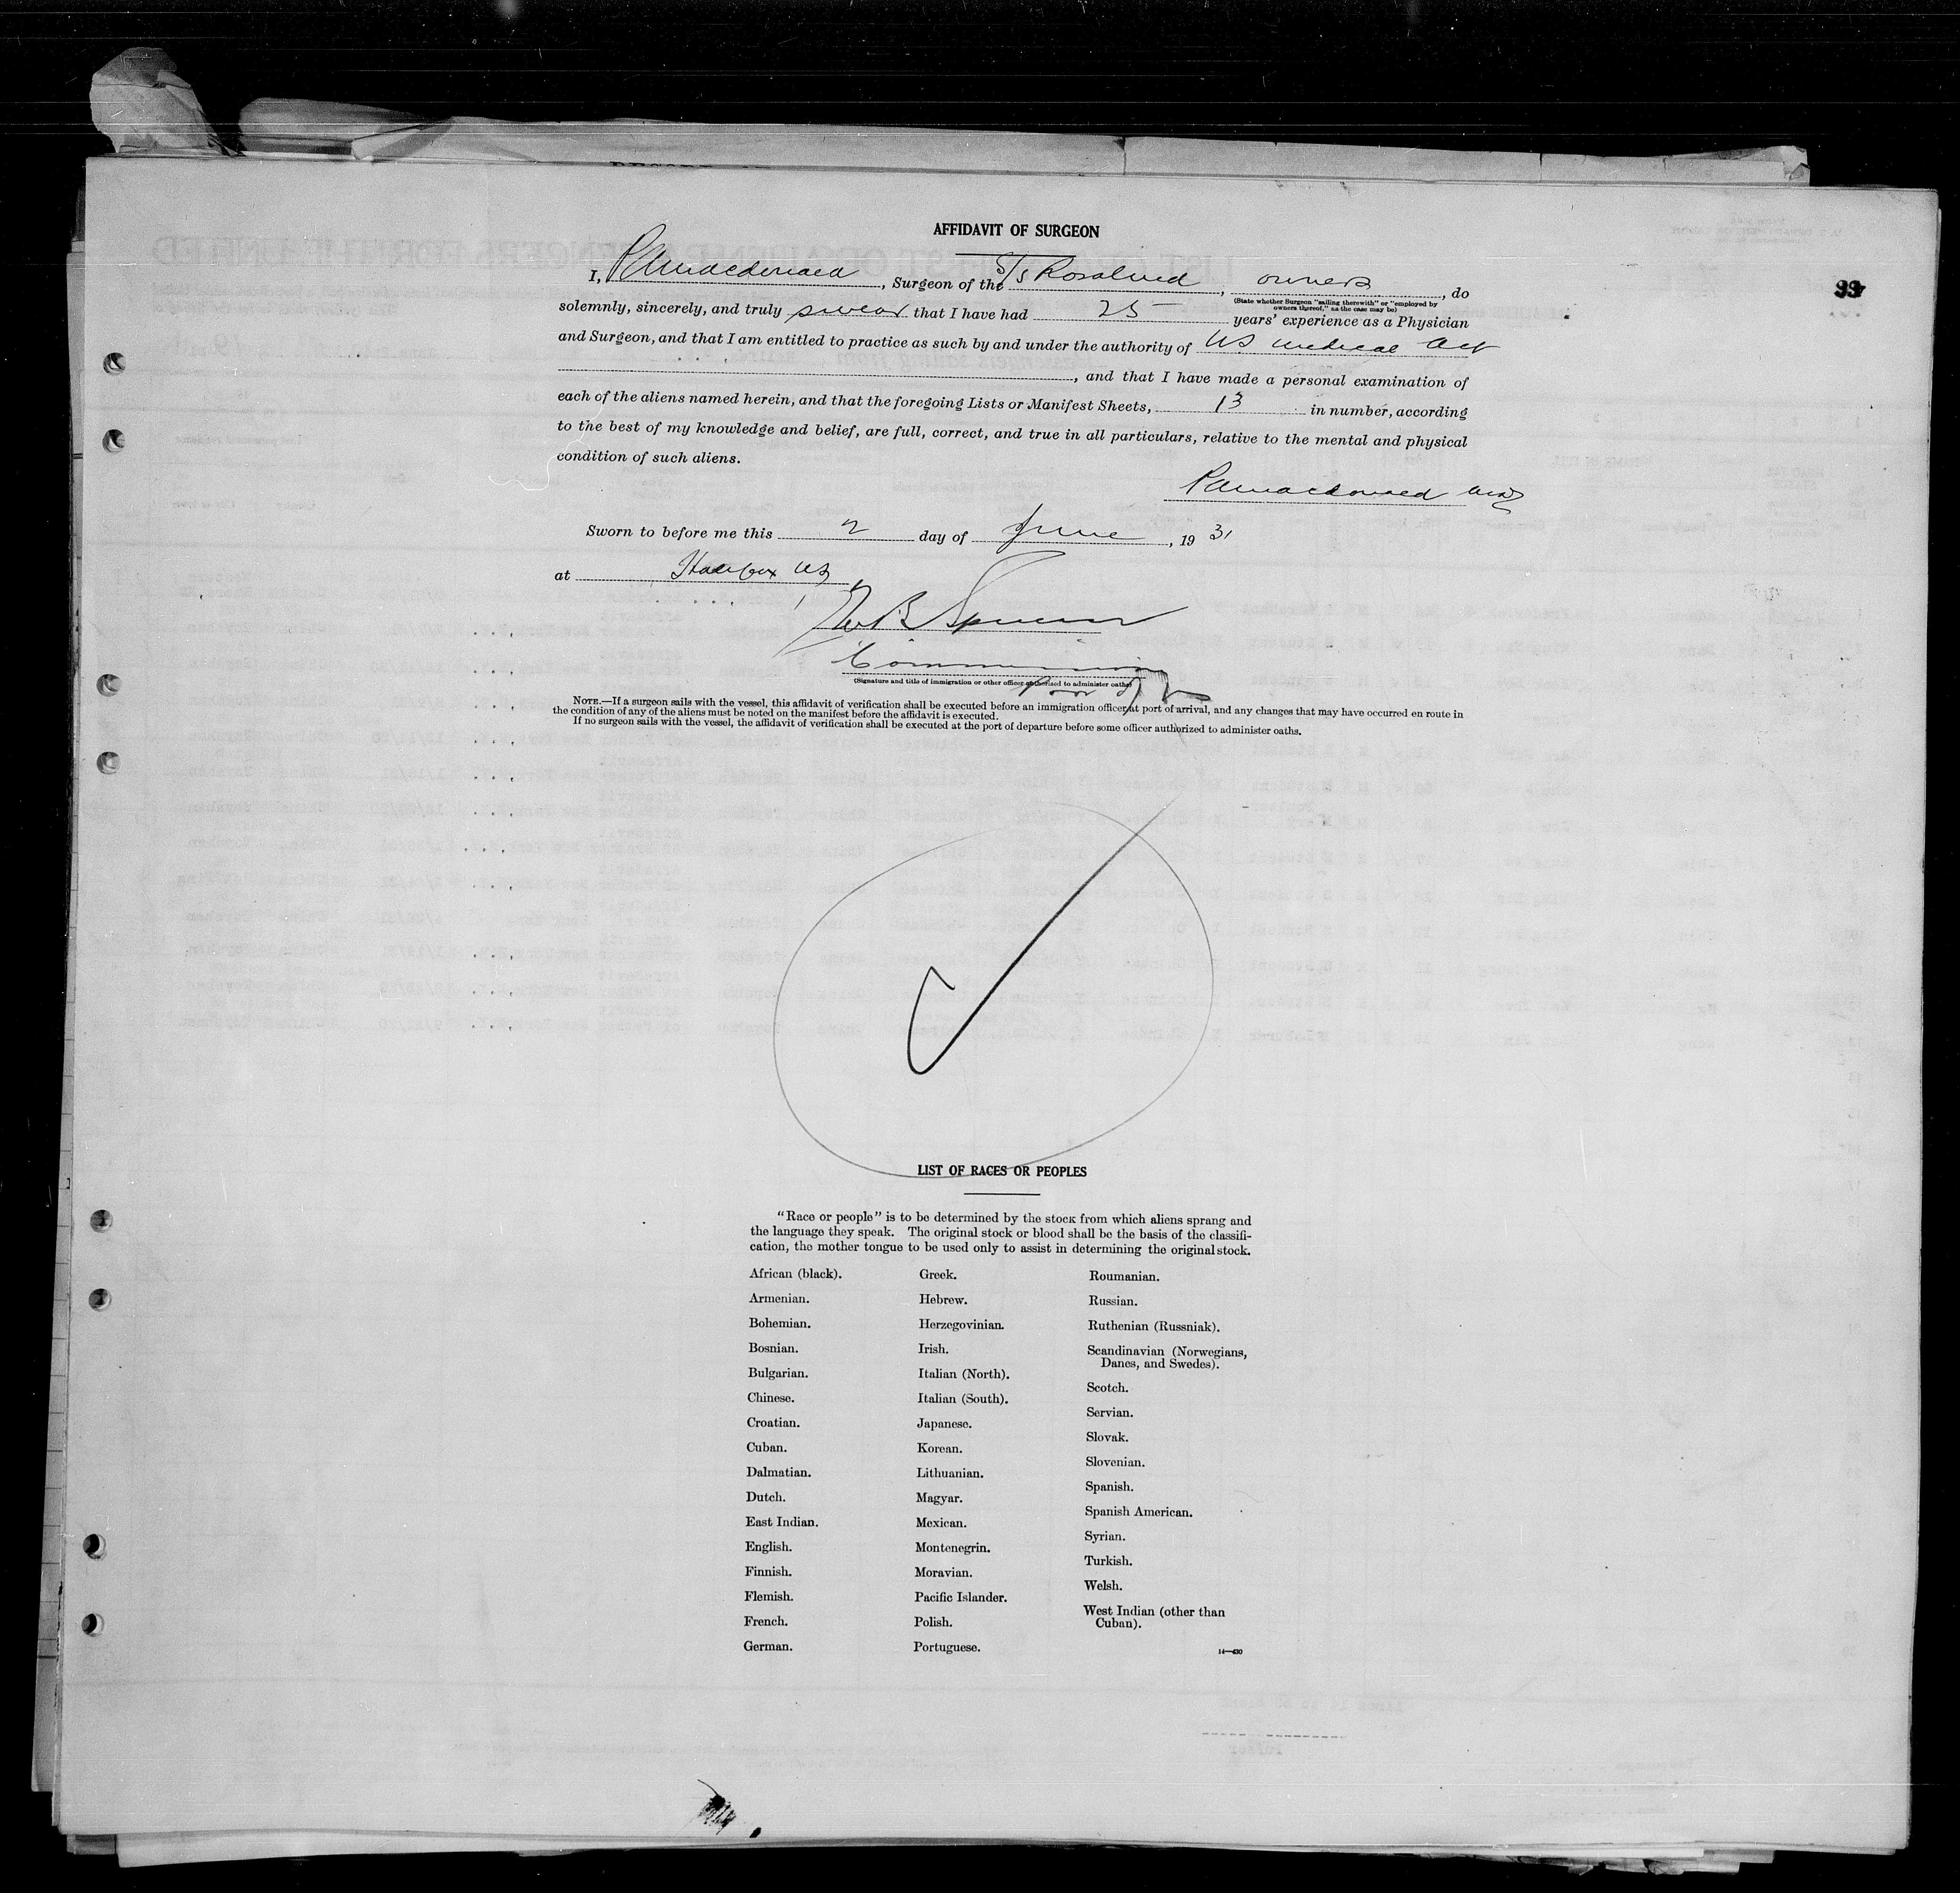 AFFIDAVIT OF SURGEON
33
I, P A Macdonald, Surgeon of the S/S Rosalind, owners, do
(State whether Surgeon "sailing therewith" or "employed by owners thereof," as the case may be)
solemnly, sincerely, and truly swear that I have had 25 years' experience as a Physician
and Surgeon, and that I am entitled to practice as such by and under the authority of NS Medical Act
, and that I have made a personal examination of
each of the aliens named herein, and that the foregoing Lists or Manifest Sheets, 13 in number, according
to the best of my knowledge and belief, are full, correct, and true in all particulars, relative to the mental and physical
condition of such aliens.
P A Macdonald MD
Sworn to before me this 2 day of June, 19 31
at Halifax NS
(Signature and title of immigration or other officer authorized to administer oaths)
NOTE.—If a surgeon sails with the vessel, this affidavit of verification shall be executed before an immigration officer at port of arrival, and any changes that may have occurred en route in
the condition of any of the aliens must be noted on the manifest before the affidavit is executed.
If no surgeon sails with the vessel, the affidavit of verification shall be executed at the port of departure before some officer authorized to administer oaths.
LIST OF RACES OR PEOPLES
"Race or people" is to be determined by the stock from which aliens sprang and
the language they speak. The original stock or blood shall be the basis of the classifi-
cation, the mother tongue to be used only to assist in determining the original stock.
African (black).
Armenian.
Bohemian.
Bosnian.
Bulgarian.
Chinese.
Croatian.
Cuban.
Dalmatian.
Dutch.
East Indian.
English.
Finnish.
Flemish.
French.
German.
Greek.
Hebrew.
Herzegovinian.
Irish.
Italian (North).
Italian (South).
Japanese.
Korean.
Lithuanian.
Magyar.
Mexican.
Montenegrin.
Moravian.
Pacific Islander.
Polish.
Portuguese.
Roumanian.
Russian.
Ruthenian (Russniak).
Scandinavian (Norwegians,
Danes, and Swedes).
Scotch.
Servian.
Slovak.
Slovenian.
Spanish.
Spanish American.
Syrian.
Turkish.
Welsh.
West Indian (other than
Cuban).
14—430